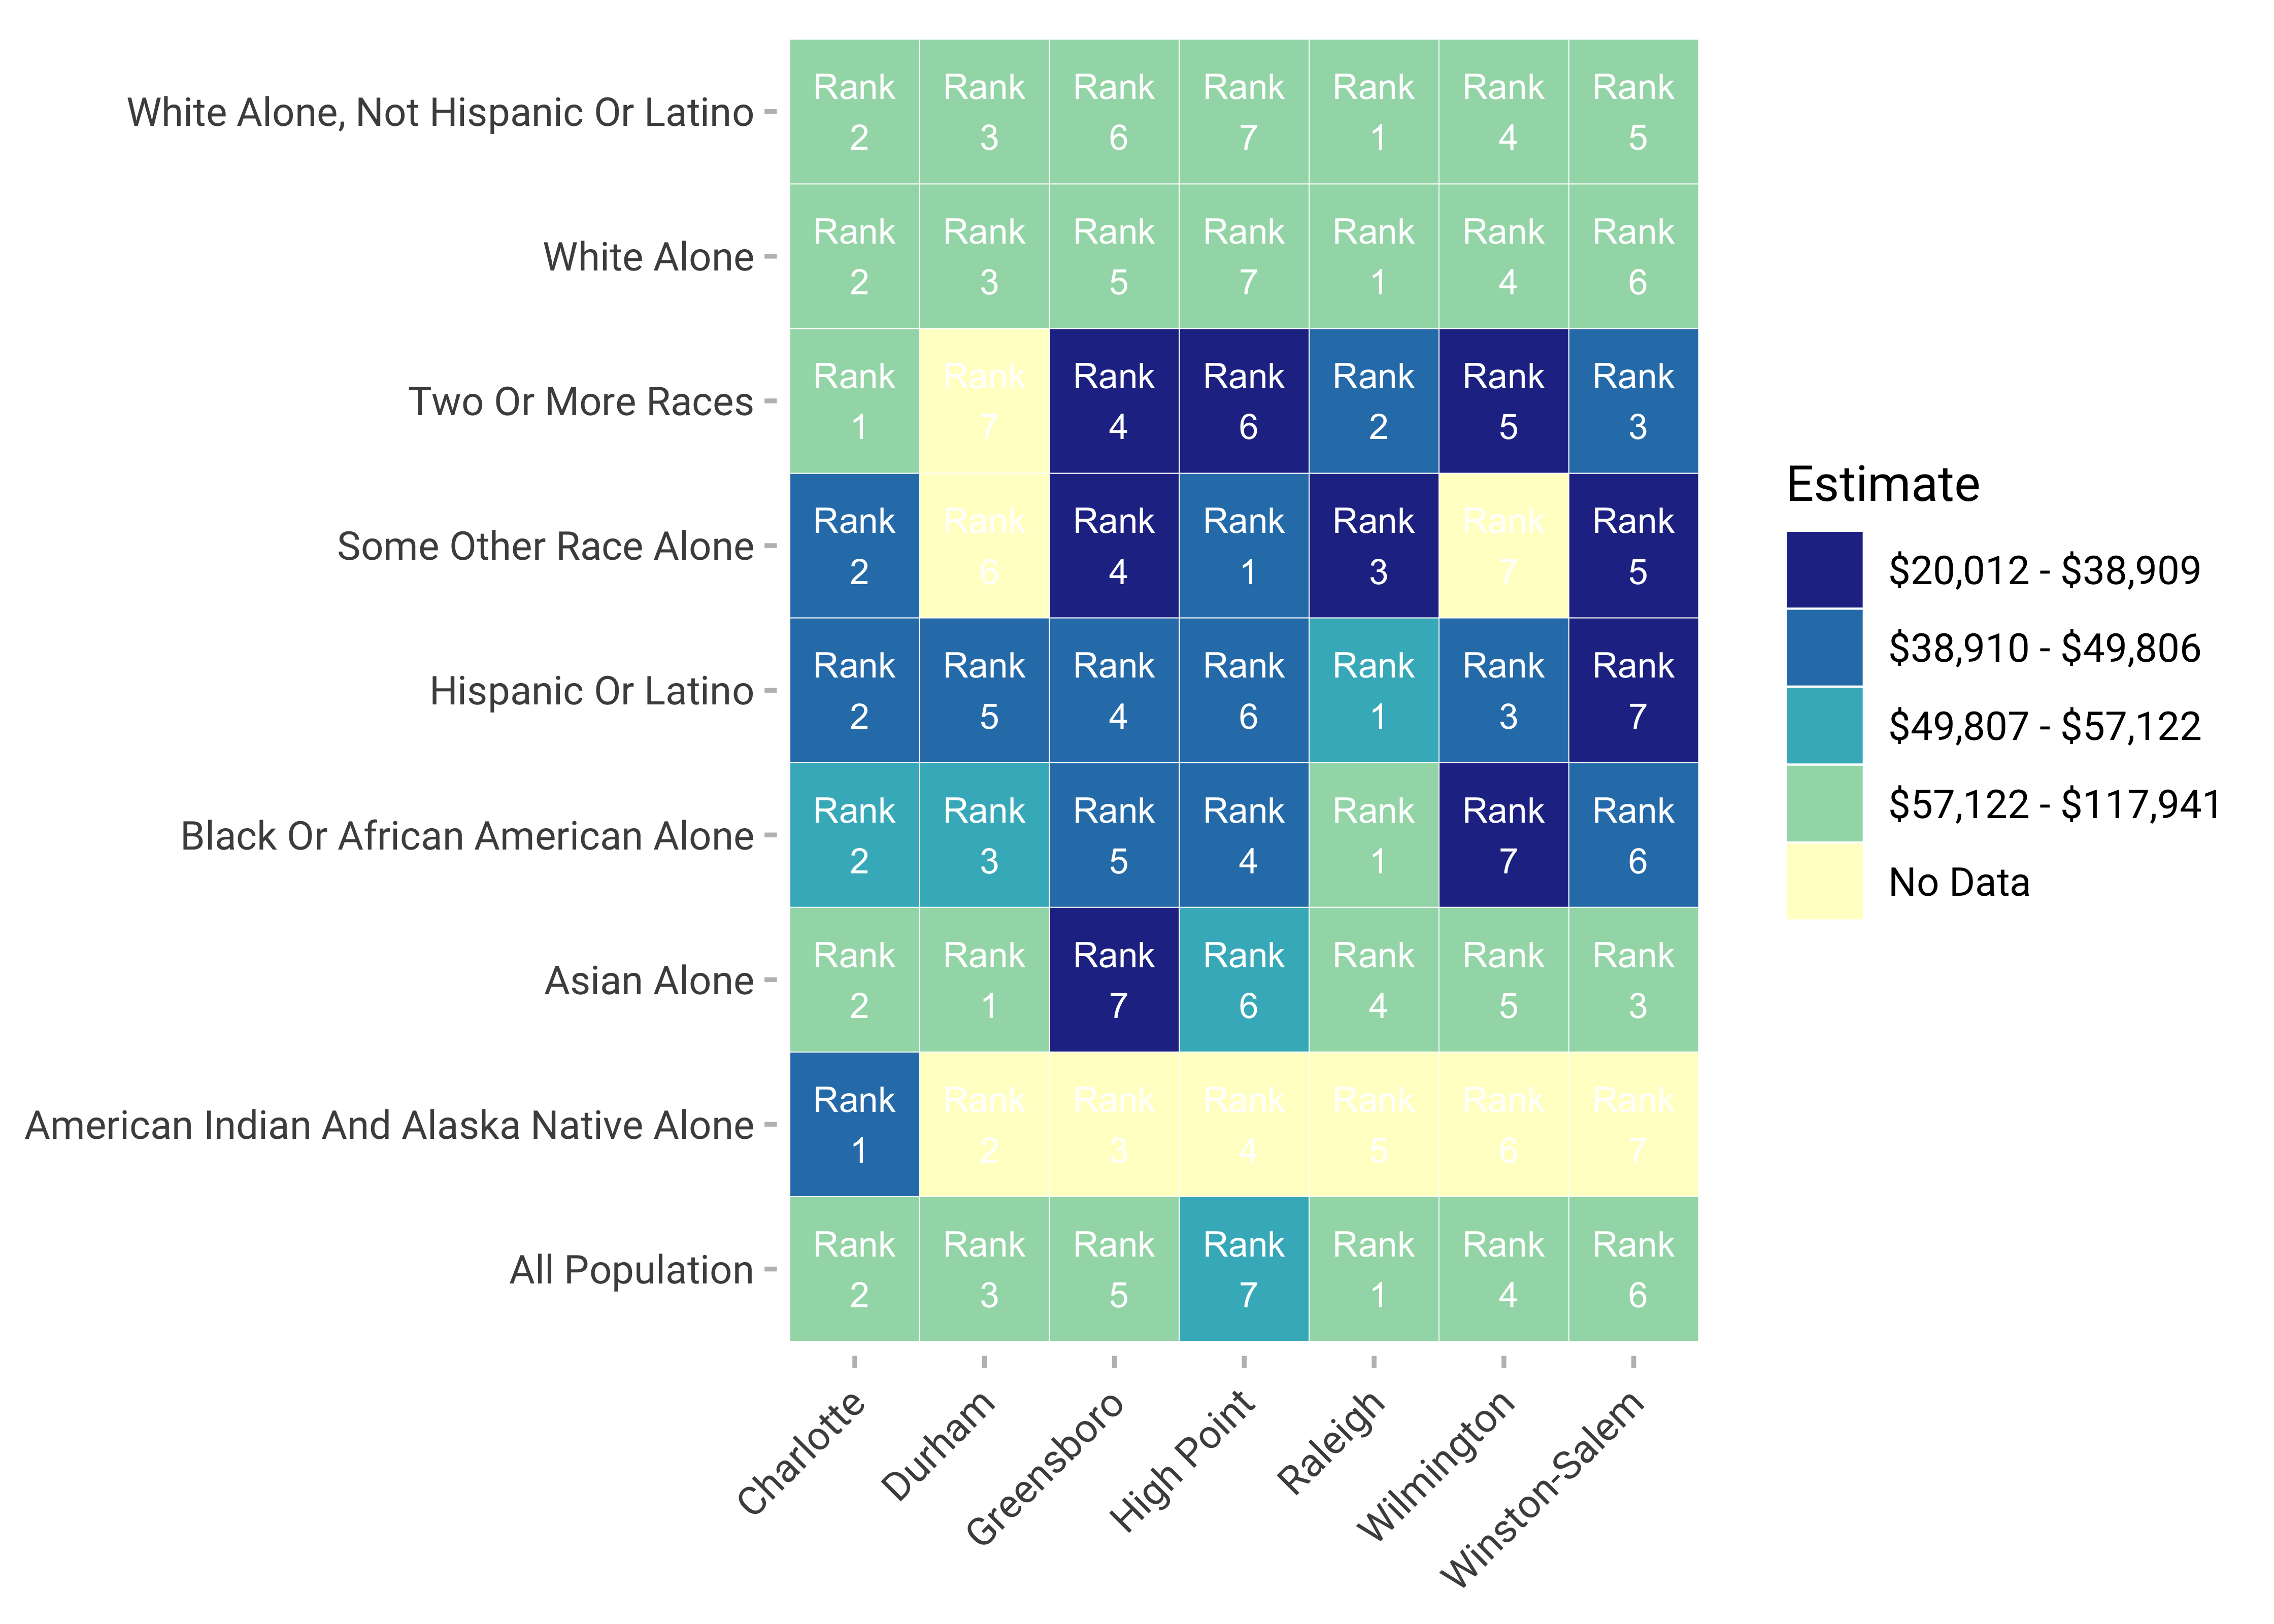 White Alone, Not Hispanic Or Latino
Rank Rank Rank Rank Rank Rank Rank
2 3 6 7 1 4 5
White Alone
Rank Rank Rank Rank Rank Rank Rank
2 3 5 7 1 4 6
Two Or More Races
Rank Rank Rank Rank Rank Rank Rank
1 7 4 6 2 5 3
Some Other Race Alone
Rank Rank Rank Rank Rank Rank Rank
2 6 4 1 3 7 5
Hispanic Or Latino
Rank Rank Rank Rank Rank Rank Rank
2 5 4 6 1 3 7
Black Or African American Alone
Rank Rank Rank Rank Rank Rank Rank
2 3 5 4 1 7 6
Asian Alone
Rank Rank Rank Rank Rank Rank Rank
2 1 7 6 4 5 3
American Indian And Alaska Native Alone
Rank Rank Rank Rank Rank Rank Rank
1 2 3 4 5 6 7
All Population
Rank Rank Rank Rank Rank Rank Rank
2 3 5 7 1 4 6
Charlotte
Durham
Greensboro
High Point
Raleigh
Wilmington
Winston-Salem
Estimate
$20,012 - $38,909
$38,910 - $49,806
$49,807 - $57,122
$57,122 - $117,941
No Data